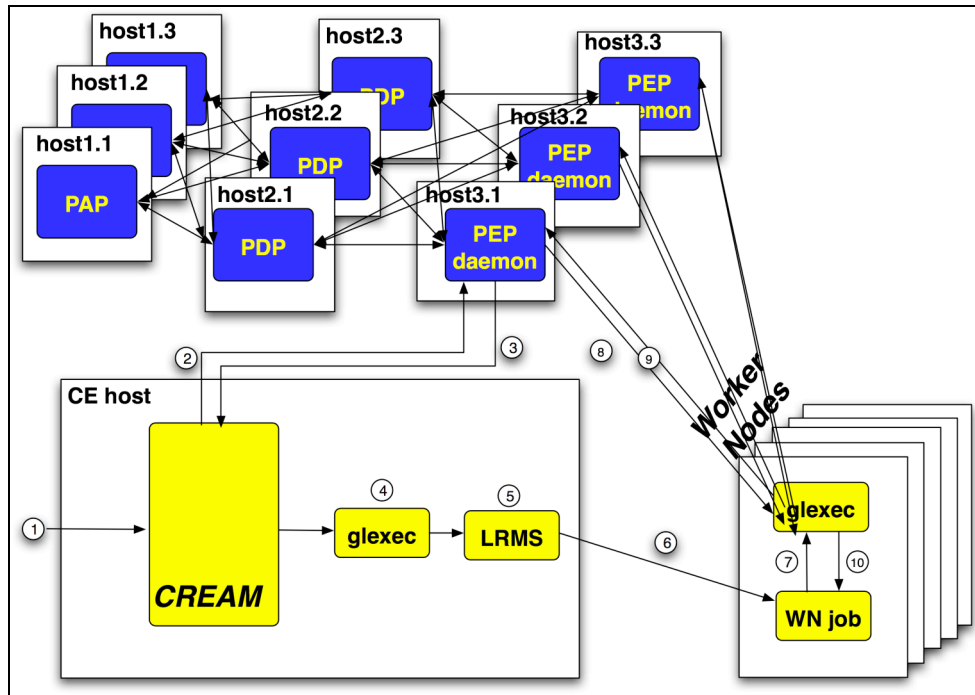 host1.3
host1.2
host1.1
PAP
host2.3
PDP
host2.2
PDP
host2.1
PDP
host3.3
PEP
daemon
host3.2
PEP
daemon
host3.1
PEP
daemon
2
3
8
9
Worker
Nodes
CE host
1
CREAM
4
glexec
5
LRMS
6
glexec
7
10
WN job